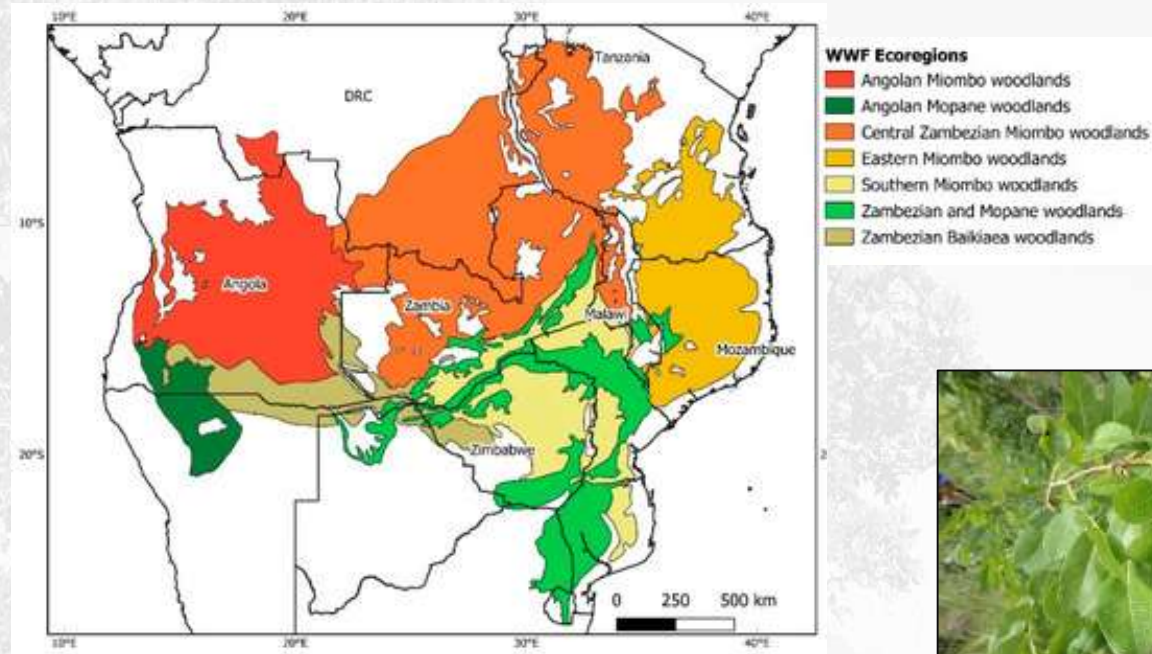 10°E
20°E
30°E
40°E
WWF Ecoregions
Angolan Miombo woodlands
Angolan Mopane woodlands
Central Zambezian Miombo woodlands
Eastern Miombo woodlands
Southern Miombo woodlands
Zambezian and Mopane woodlands
Zambezian Baikiaea woodlands
Tanzania
DRC
10°S
Angola
Zambia
Malawi
Mozambique
20°S
Zimbabwe
2
0 250 500 km
10°E
20°E
30°E
40°E